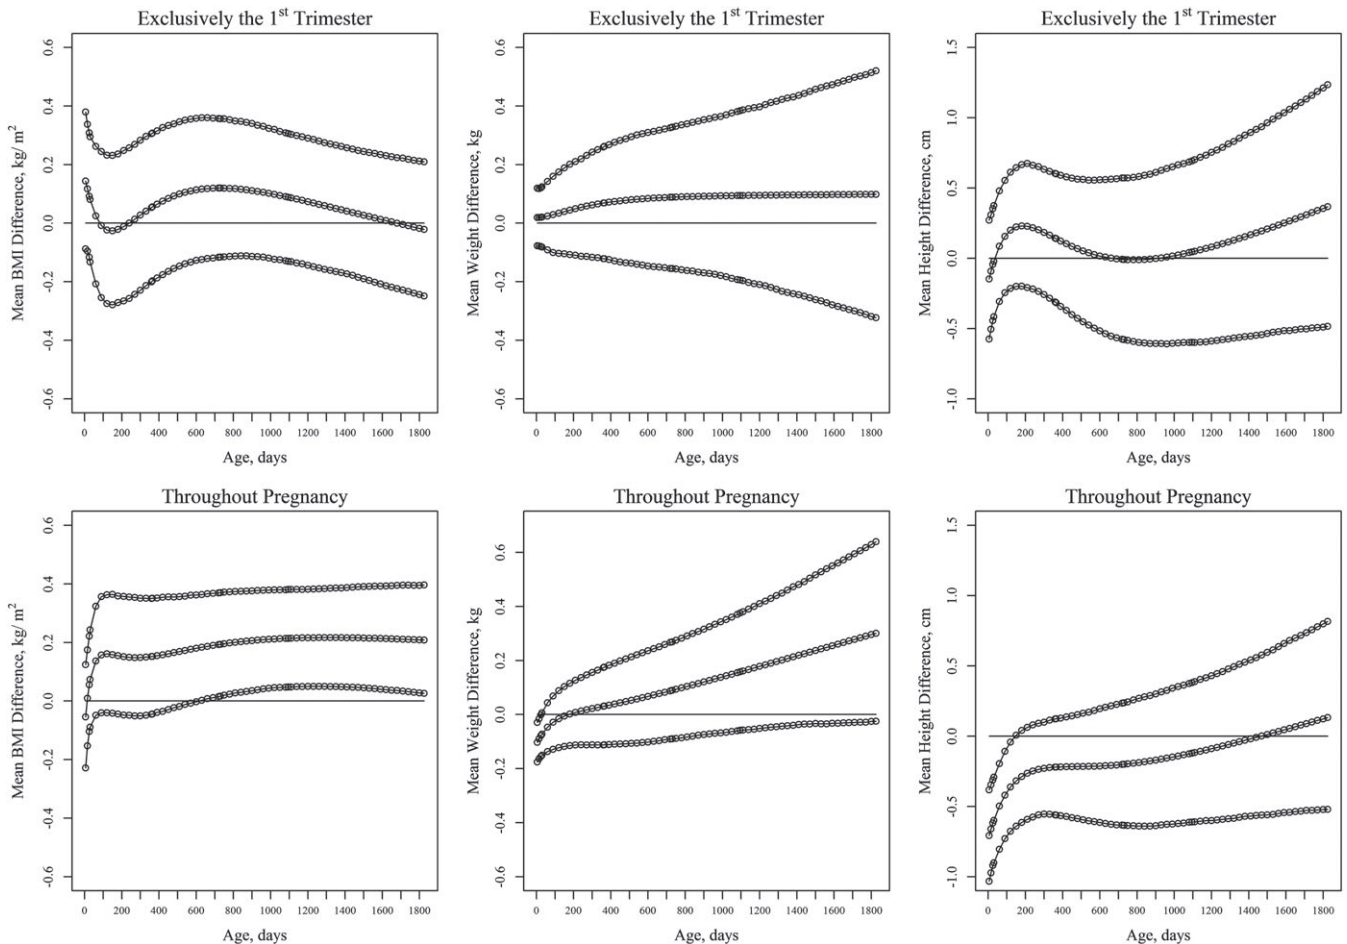 Exclusively the 1st Trimester
Mean BMI Difference, kg/ m2
0.6
0.4
0.2
0.0
-0.2
-0.4
-0.6
0 200 400 600 800 1000 1200 1400 1600 1800
Age, days
Exclusively the 1st Trimester
Mean Weight Difference, kg
0.6
0.4
0.2
0.0
-0.2
-0.4
-0.6
0 200 400 600 800 1000 1200 1400 1600 1800
Age, days
Exclusively the 1st Trimester
Mean Height Difference, cm
1.5
1.0
0.5
0.0
-0.5
-1.0
0 200 400 600 800 1000 1200 1400 1600 1800
Age, days
Throughout Pregnancy
Mean BMI Difference, kg/ m2
0.6
0.4
0.2
0.0
-0.2
-0.4
-0.6
0 200 400 600 800 1000 1200 1400 1600 1800
Age, days
Throughout Pregnancy
Mean Weight Difference, kg
0.6
0.4
0.2
0.0
-0.2
-0.4
-0.6
0 200 400 600 800 1000 1200 1400 1600 1800
Age, days
Throughout Pregnancy
Mean Height Difference, cm
1.5
1.0
0.5
0.0
-0.5
-1.0
0 200 400 600 800 1000 1200 1400 1600 1800
Age, days